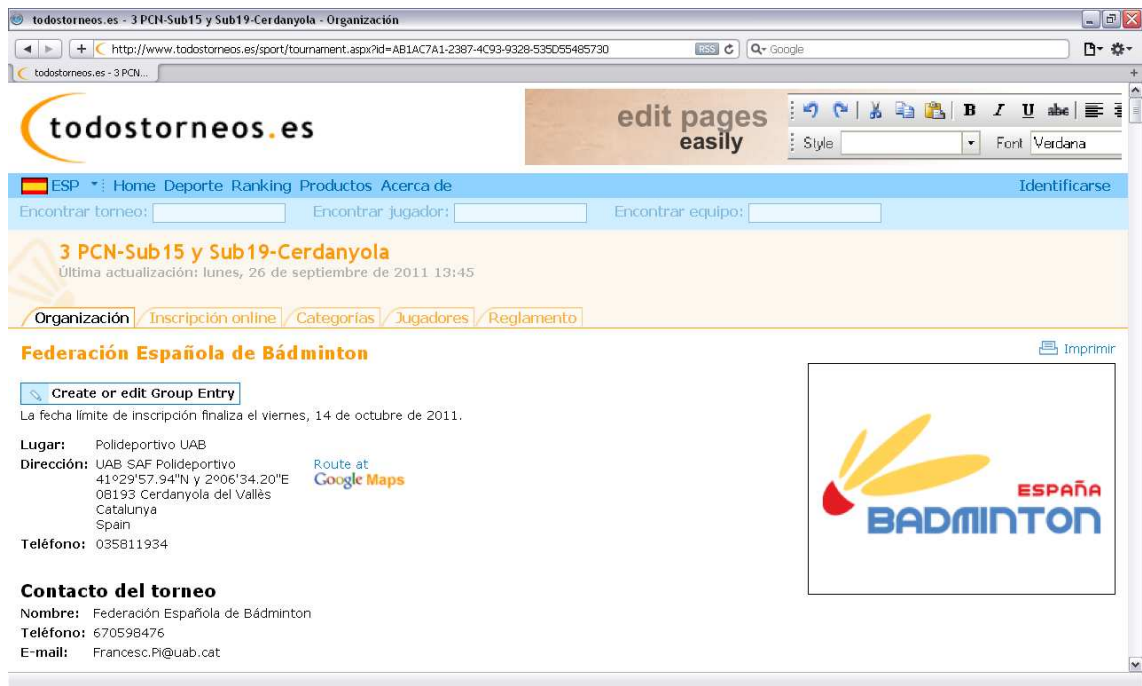 todostorneos.es - 3 PCN-Sub15 y Sub19-Cerdanyola - Organización
http://www.todostorneos.es/sport/tournament.aspx?id=AB1AC7A1-2387-4C93-9328-535D55485730 RSS Google
todostorneos.es - 3 PCN...
todostorneos.es
edit pages
easily
B I U abc
Style Font Verdana
ESP Home Deporte Ranking Productos Acerca de Identificarse
Encontrar torneo: Encontrar jugador: Encontrar equipo:
3 PCN-Sub15 y Sub19-Cerdanyola
Última actualización: lunes, 26 de septiembre de 2011 13:45
Organización Inscripción online Categorías Jugadores Reglamento
Federación Española de Bádminton
Imprimir
Create or edit Group Entry
La fecha límite de inscripción finaliza el viernes, 14 de octubre de 2011.
Lugar: Polideportivo UAB
Dirección: UAB SAF Polideportivo Route at
41º29'57.94"N y 2º06'34.20"E Google Maps
08193 Cerdanyola del Vallès
Catalunya
Spain
Teléfono: 035811934
ESPAÑA
BADMINTON
Contacto del torneo
Nombre: Federación Española de Bádminton
Teléfono: 670598476
E-mail: Francesc.Pi@uab.cat